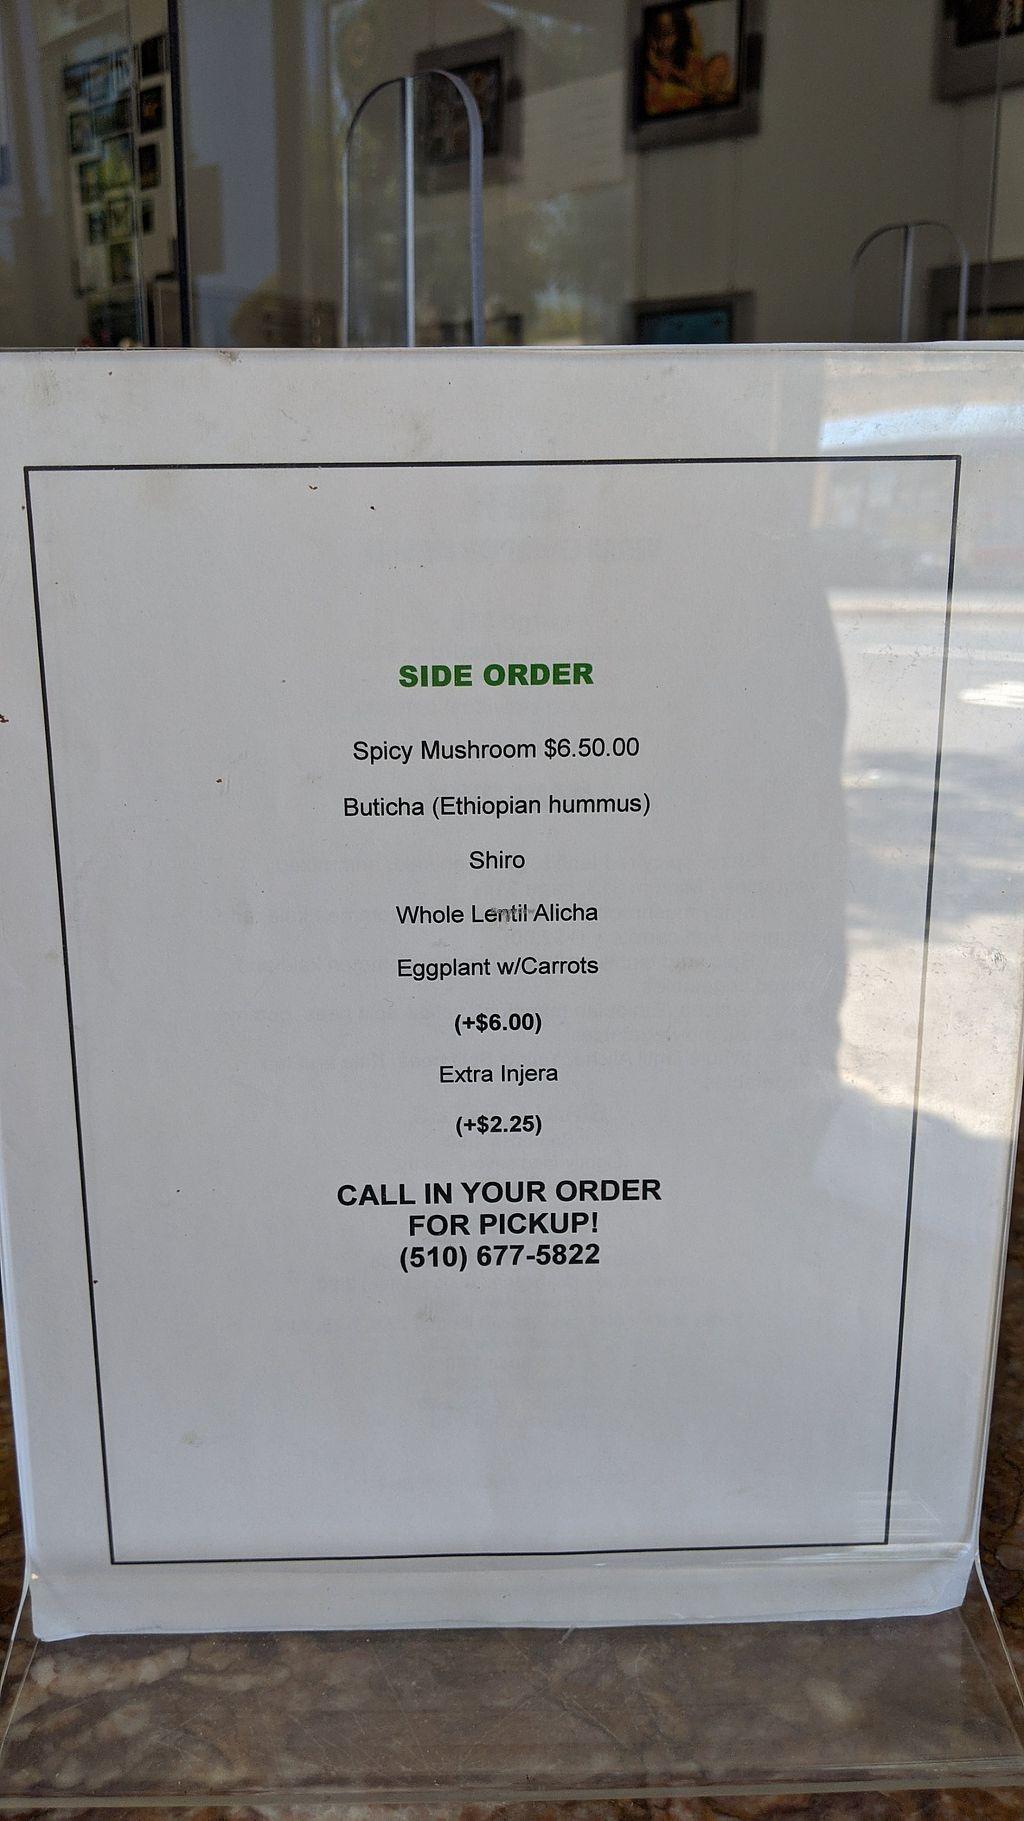 SIDE ORDER
Spicy Mushroom $6.50.00
Buticha (Ethiopian hummus)
Shiro
Whole Lentil Alicha
Eggplant w/Carrots
(+$6.00)
Extra Injera
(+$2.25)
CALL IN YOUR ORDER
FOR PICKUP!
(510) 677-5822